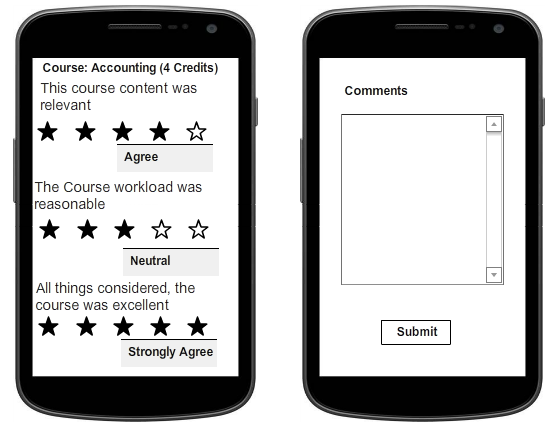 Course: Accounting (4 Credits)
This course content was
relevant
Agree
The Course workload was
reasonable
Neutral
All things considered, the
course was excellent
Strongly Agree
Comments
Submit